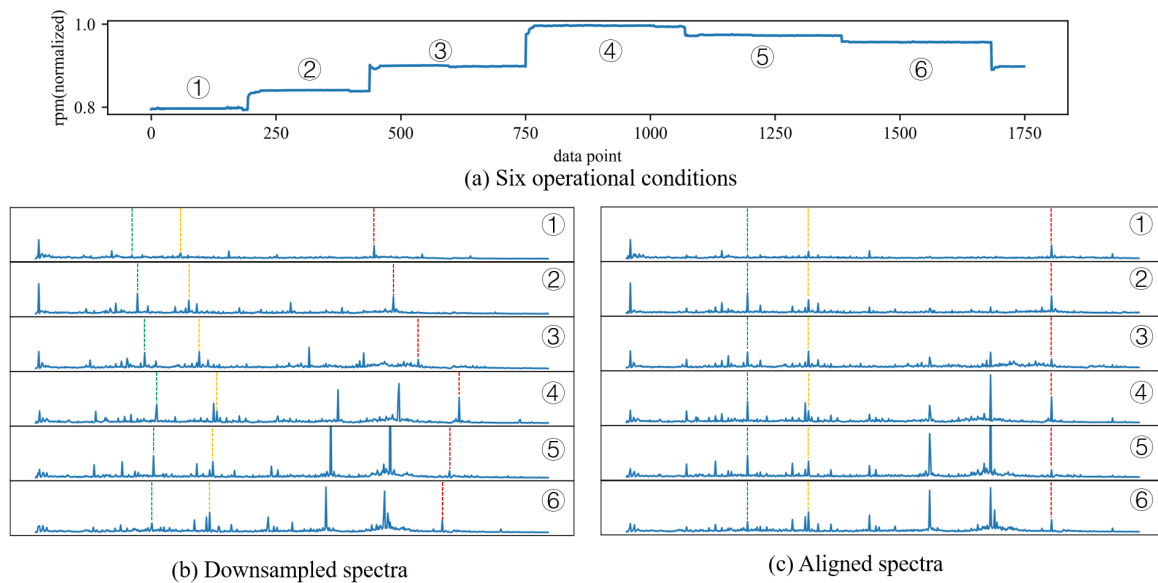 1.0
0.8
rpm(normalized)
① ② ③ ④ ⑤ ⑥
0 250 500 750 1000 1250 1500 1750
data point
(a) Six operational conditions
①
②
③
④
⑤
⑥
(b) Downsampled spectra
①
②
③
④
⑤
⑥
(c) Aligned spectra